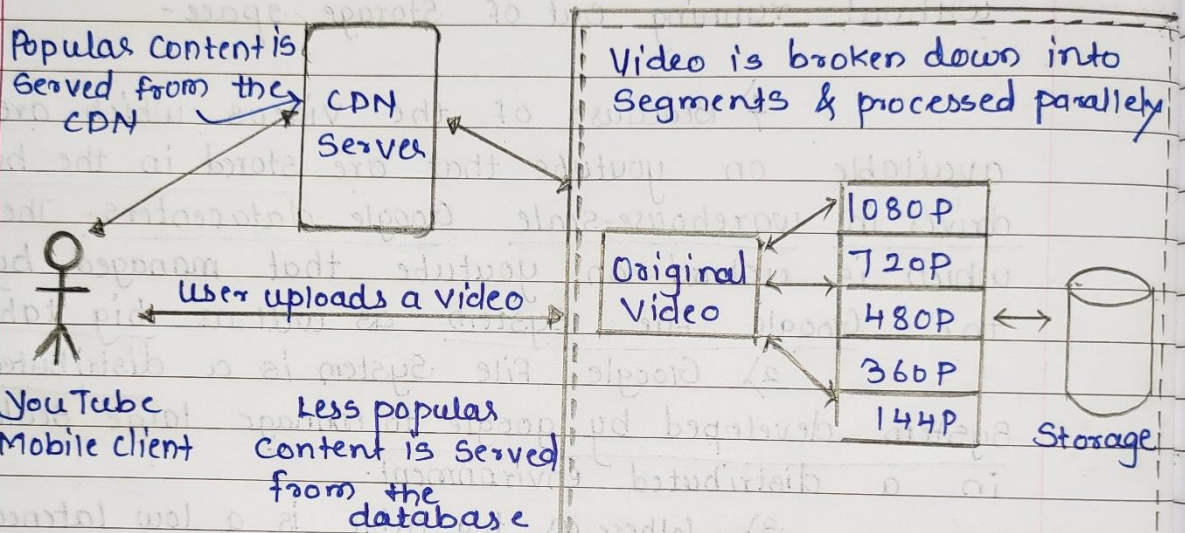 Popular Content is
Served from the
CDN
CDN
Server
Video is broken down into
Segments & processed parallely
Original
Video
1080P
720P
480P
360P
144P
Storage
User uploads a video
YouTube
Mobile Client
Less popular
Content is Served
from the
database